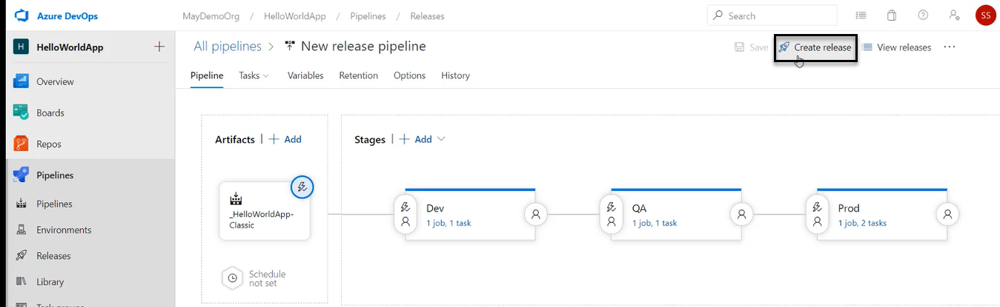 Azure DevOps
MayDemoOrg / HelloWorldApp / Pipelines / Releases
Search
SS
H HelloWorldApp
All pipelines > New release pipeline
Save
Create release
View releases
Pipeline
Tasks
Variables
Retention
Options
History
Overview
Boards
Repos
Pipelines
Pipelines
Environments
Releases
Library
Task groups
Artifacts | + Add
Stages | + Add
_HelloWorldApp-
Classic
Schedule
not set
Dev
1 job, 1 task
QA
1 job, 1 task
Prod
1 job, 2 tasks